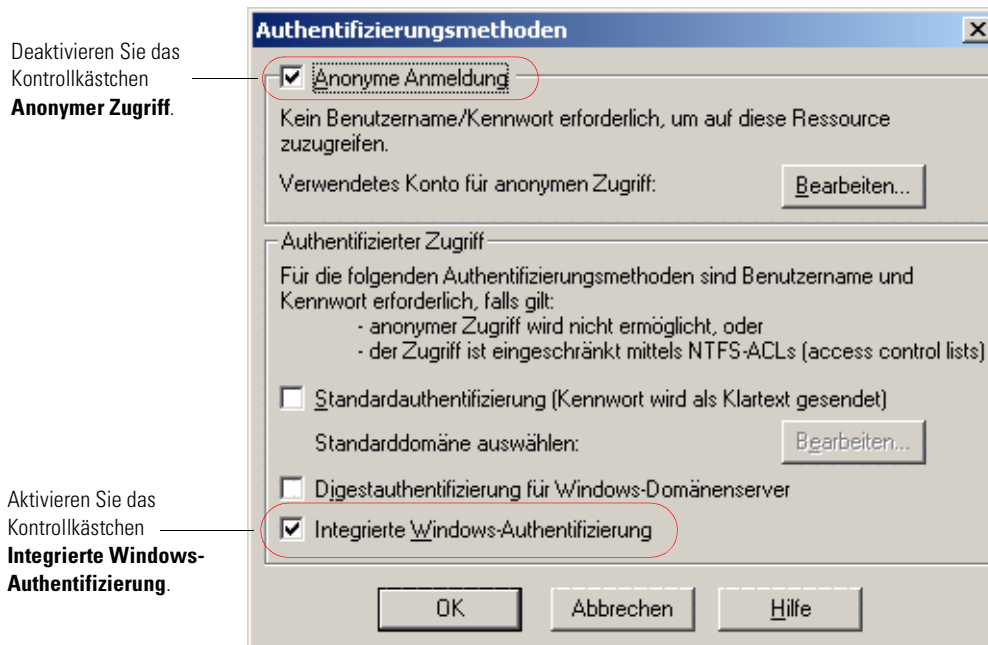 Authentifizierungsmethoden
Deaktivieren Sie das
Kontrollkästchen
Anonymer Zugriff.
Anonyme Anmeldung
Kein Benutzername/Kennwort erforderlich, um auf diese Ressource
zuzugreifen.
Verwendetes Konto für anonymen Zugriff:
Bearbeiten...
Authentifizierter Zugriff
Für die folgenden Authentifizierungsmethoden sind Benutzername und
Kennwort erforderlich, falls gilt:
- anonymer Zugriff wird nicht ermöglicht, oder
- der Zugriff ist eingeschränkt mittels NTFS-ACLs (access control lists)
Standardauthentifizierung (Kennwort wird als Klartext gesendet)
Standarddomäne auswählen:
Bearbeiten...
Digestauthentifizierung für Windows-Domänenserver
Aktivieren Sie das
Kontrollkästchen
Integrierte Windows-
Authentifizierung.
Integrierte Windows-Authentifizierung
OK
Abbrechen
Hilfe